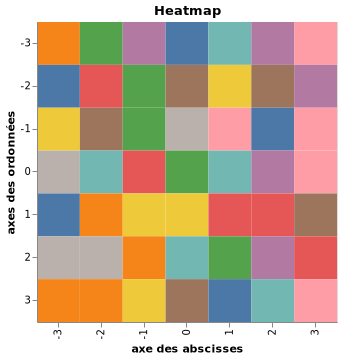 Heatmap
axes des ordonnées
-3
-2
-1
0
1
2
3
-3 -2 -1 0 1 2 3
axe des abscisses